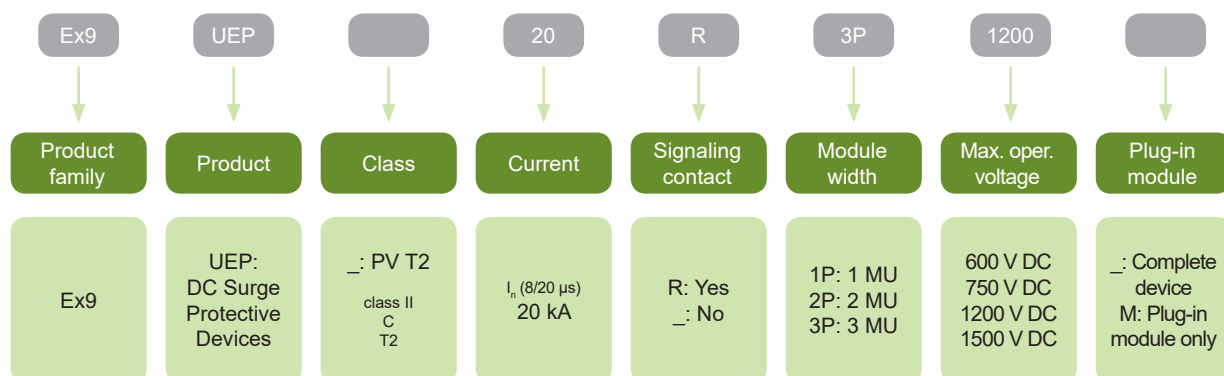 Ex9
UEP
20
R
3P
1200
Product
family
Product
Class
Current
Signaling
contact
Module
width
Max. oper.
voltage
Plug-in
module
Ex9
UEP:
DC Surge
Protective
Devices
_: PV T2
class II
C
T2
In (8/20 µs)
20 kA
R: Yes
_: No
1P: 1 MU
2P: 2 MU
3P: 3 MU
600 V DC
750 V DC
1200 V DC
1500 V DC
_: Complete
device
M: Plug-in
module only